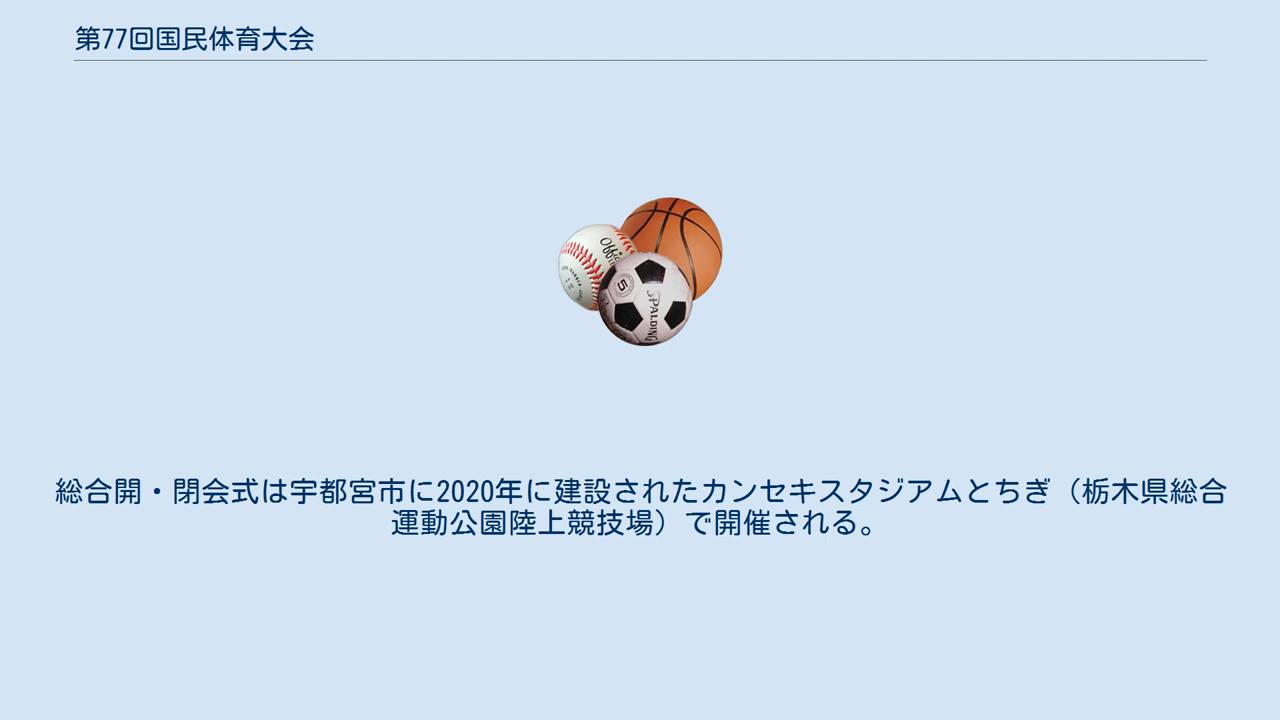 第77回国民体育大会
Offic
5
SPALDING
総合開・閉会式は宇都宮市に2020年に建設されたカンセキスタジアムとちぎ（栃木県総合
運動公園陸上競技場）で開催される。